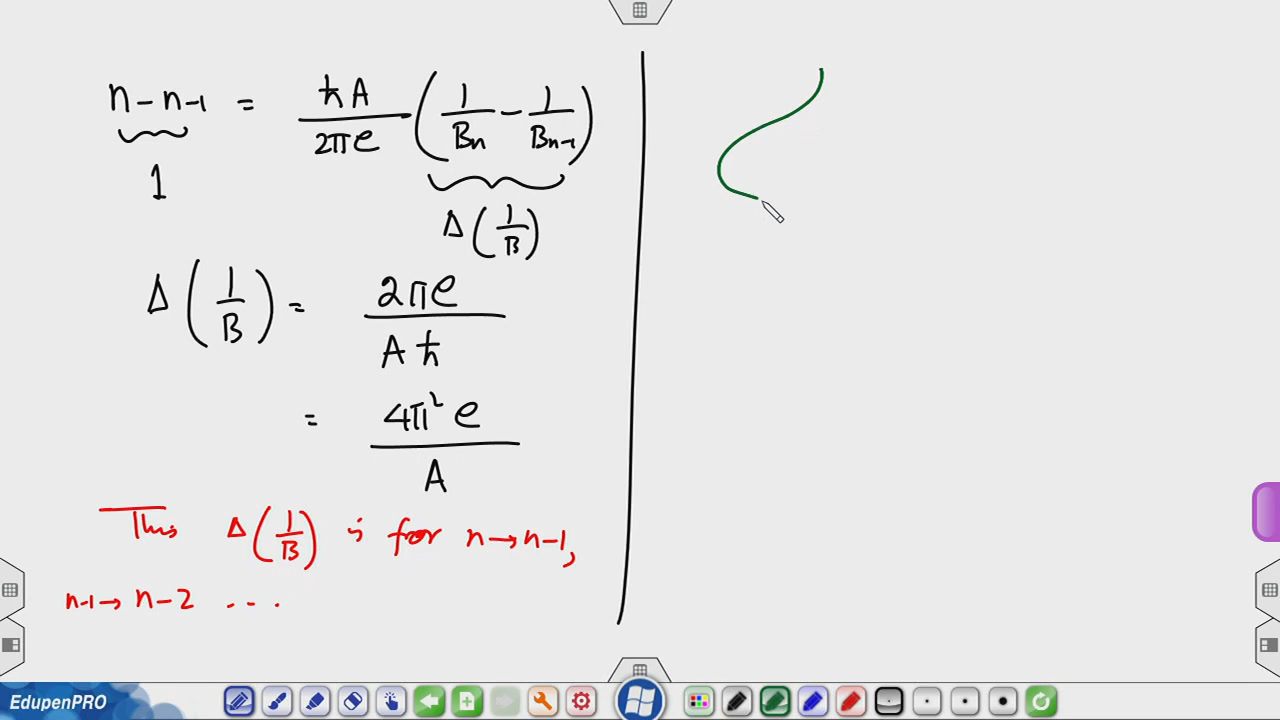 n - n-1 = ħA/2πe (1/Bn - 1/Bn-1)
1
Δ(1/B)
Δ(1/B) = 2πe/Aħ
= 4π² e/A
This Δ(1/B) is for n→n-1,
n-1→ n-2 ....
EdupenPRO